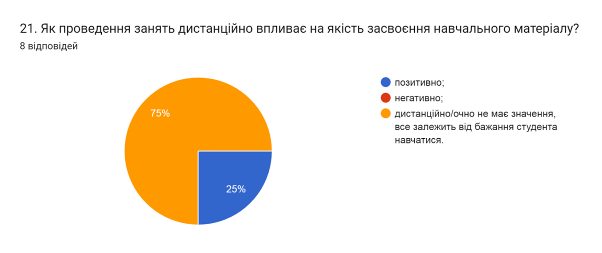 21. Як проведення занять дистанційно впливає на якість засвоєння навчального матеріалу?
8 відповідей
75%
25%
позитивно;
негативно;
дистанційно/очно не має значення,
все залежить від бажання студента
навчатися.